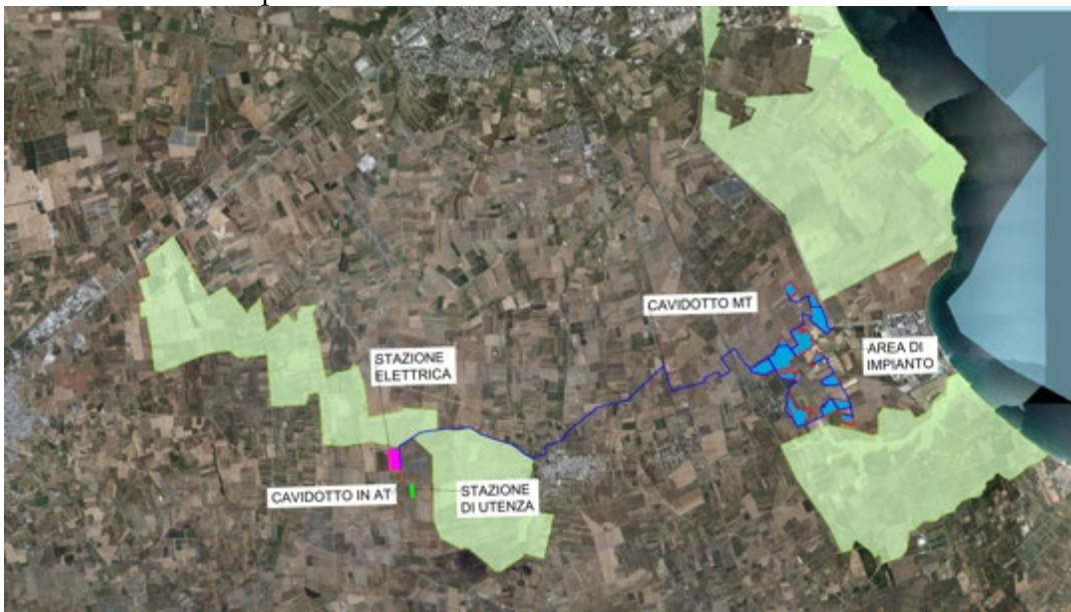 CAVIDOTTO MT
AREA DI
IMPIANTO
STAZIONE
ELETTRICA
CAVIDOTTO IN AT
STAZIONE
DI UTENZA